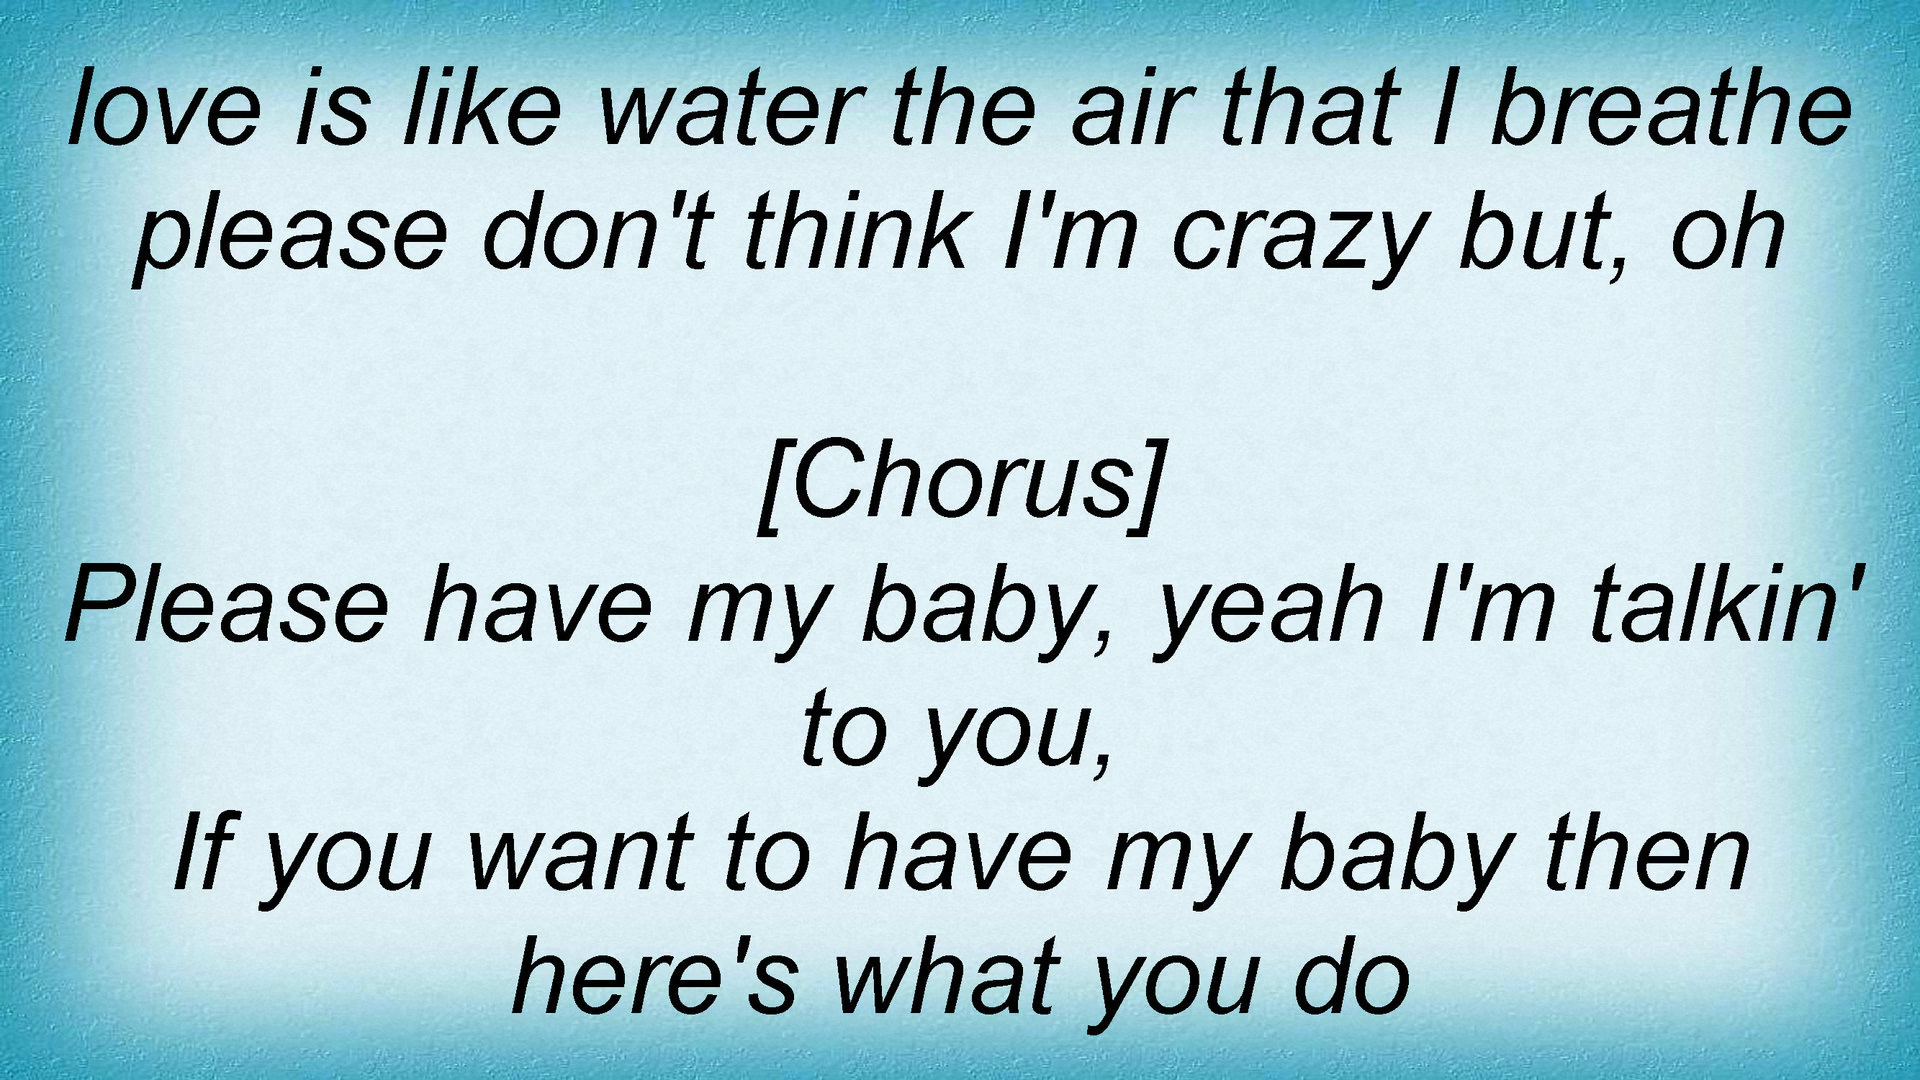 love is like water the air that I breathe
please don't think I'm crazy but, oh
[Chorus]
Please have my baby, yeah I'm talkin'
to you,
If you want to have my baby then
here's what you do